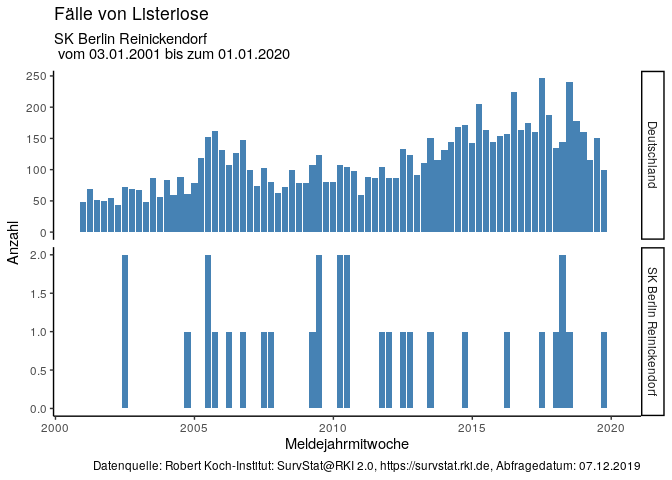 Fälle von Listeriose
SK Berlin Reinickendorf
vom 03.01.2001 bis zum 01.01.2020
250
200
150
100
50
0
Deutschland
Anzahl
2.0
1.5
1.0
0.5
0.0
SK Berlin Reinickendorf
2000 2005 2010 2015 2020
Meldejahrmitwoche
Datenquelle: Robert Koch-Institut: SurvStat@RKI 2.0, https://survstat.rki.de, Abfragedatum: 07.12.2019